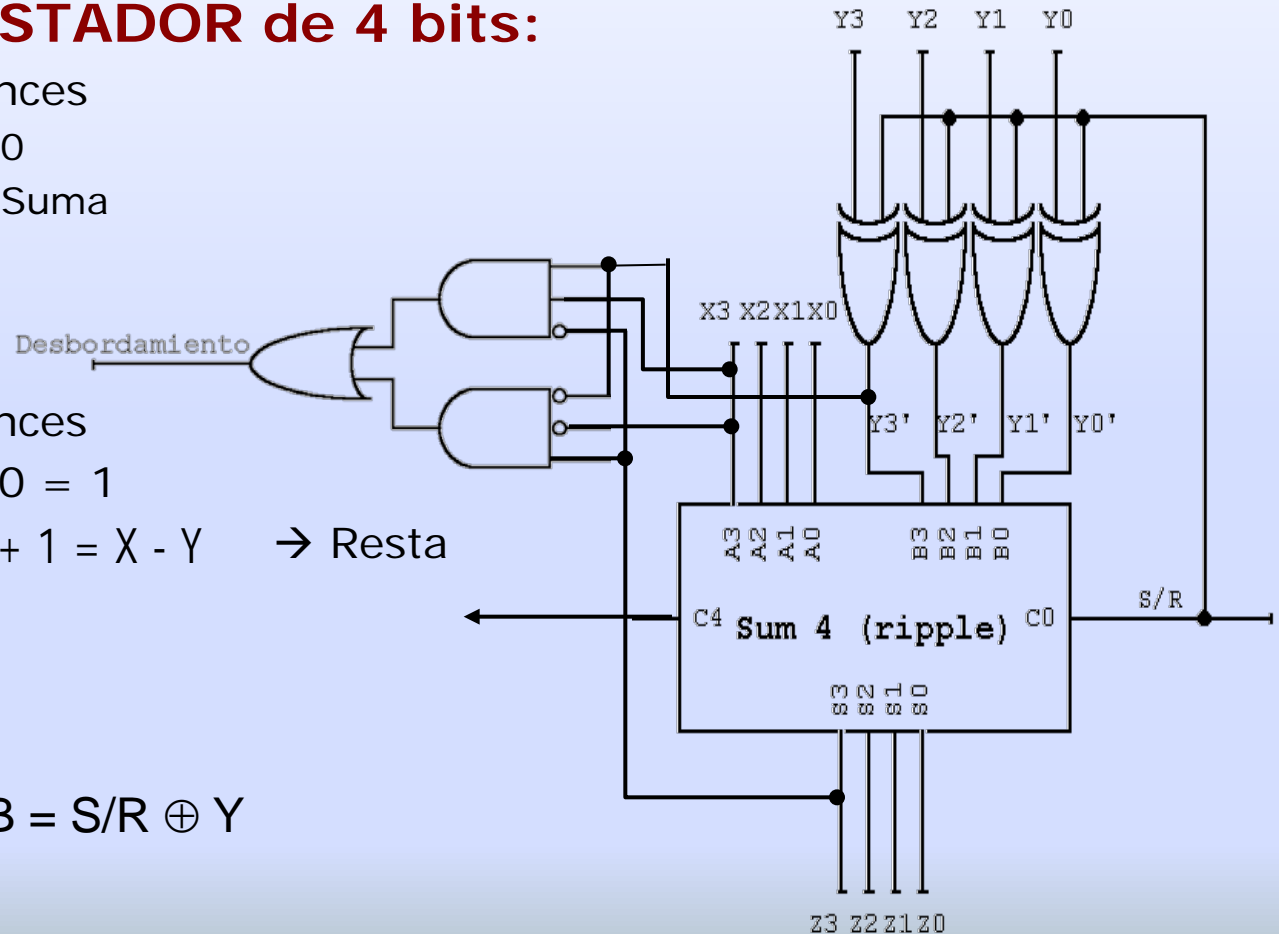 STADOR de 4 bits:
nces
0
Suma
nces
0 = 1
+ 1 = X - Y → Resta
B = S/R ⊕ Y
Y3 Y2 Y1 Y0
X3 X2 X1 X0
Desbordamiento
Y3' Y2' Y1' Y0'
A3 A2 A1 A0 B3 B2 B1 B0
C4 Sum 4 (ripple) C0
S/R
S3 S2 S1 S0
Z3 Z2 Z1 Z0